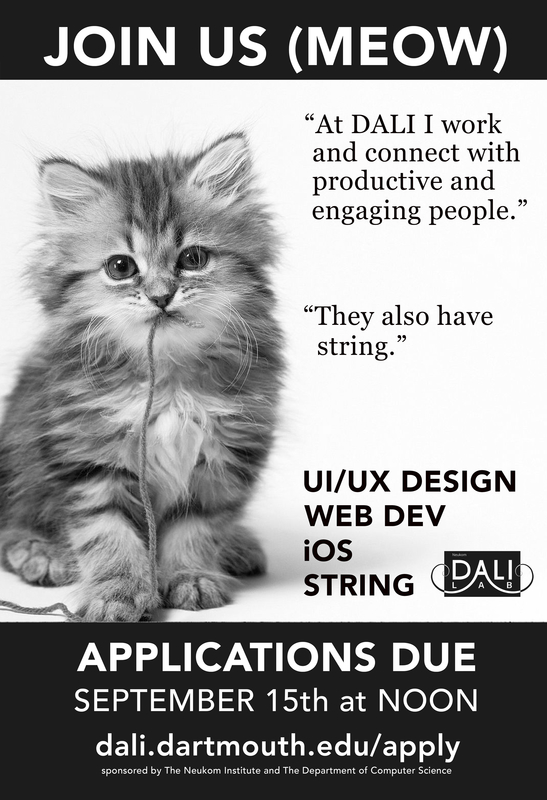 JOIN US (MEOW)
“At DALI I work
and connect with
productive and
engaging people.”
“They also have
string.”
UI/UX DESIGN
WEB DEV
iOS
STRING
Neukom
DALI
LAB
APPLICATIONS DUE
SEPTEMBER 15th at NOON
dali.dartmouth.edu/apply
sponsored by The Neukom Institute and The Department of Computer Science